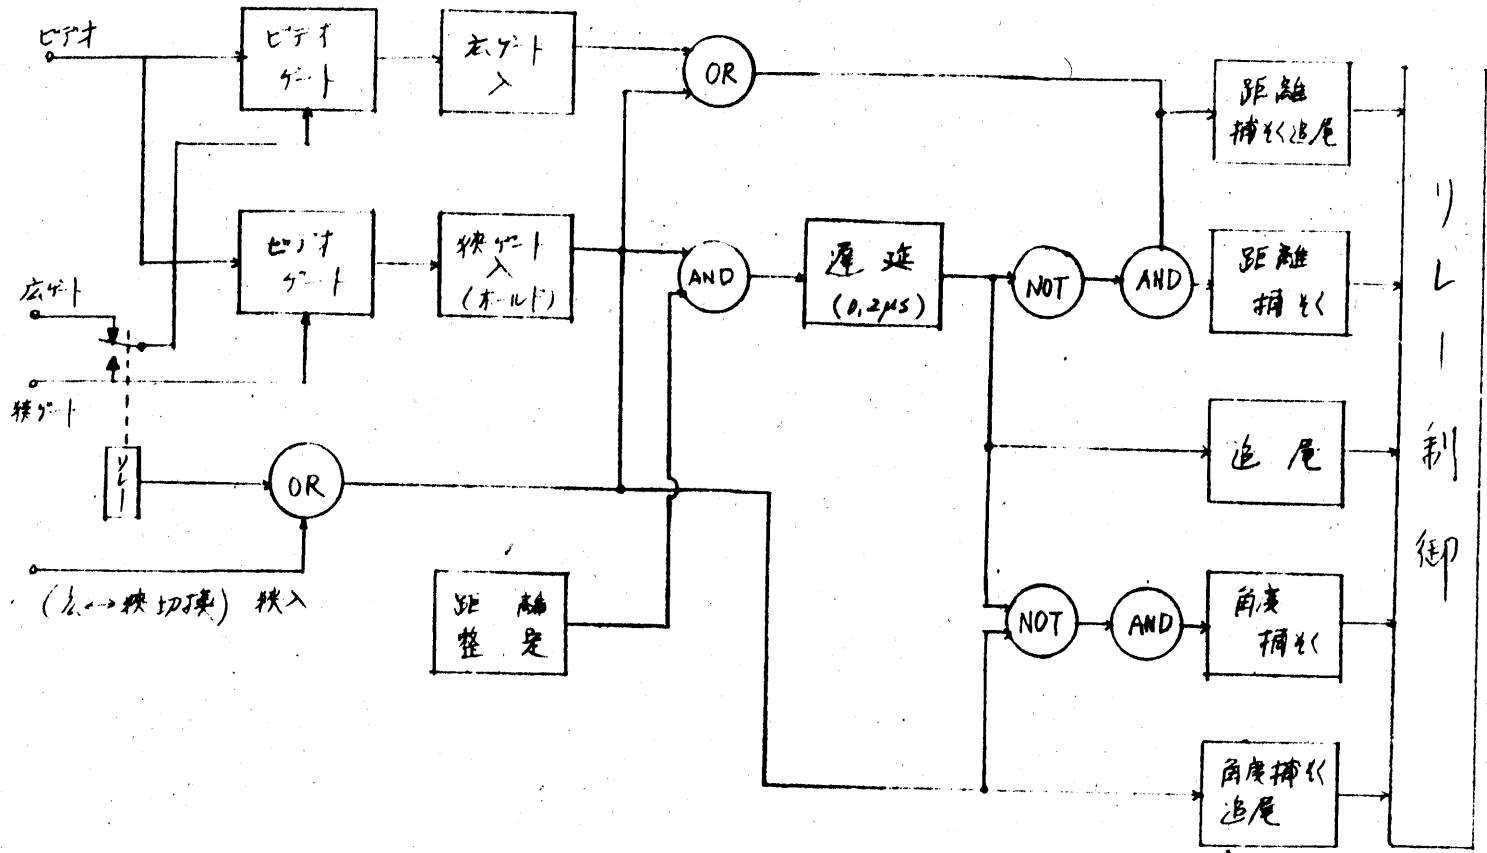 ビデオ
ビデオ
ゲート
広ゲート
入
OR
距離
捕そく追尾
ビデオ
ゲート
狭ゲート
入
(ホールド)
AND
遅延
(0.2μs)
NOT
AND
距離
捕そく
広ゲート
狭ゲート
リレー
OR
追尾
リレー制御
(広↔狭切換) 狭入
距離
整定
NOT
AND
角度
捕そく
角度捕そく
追尾